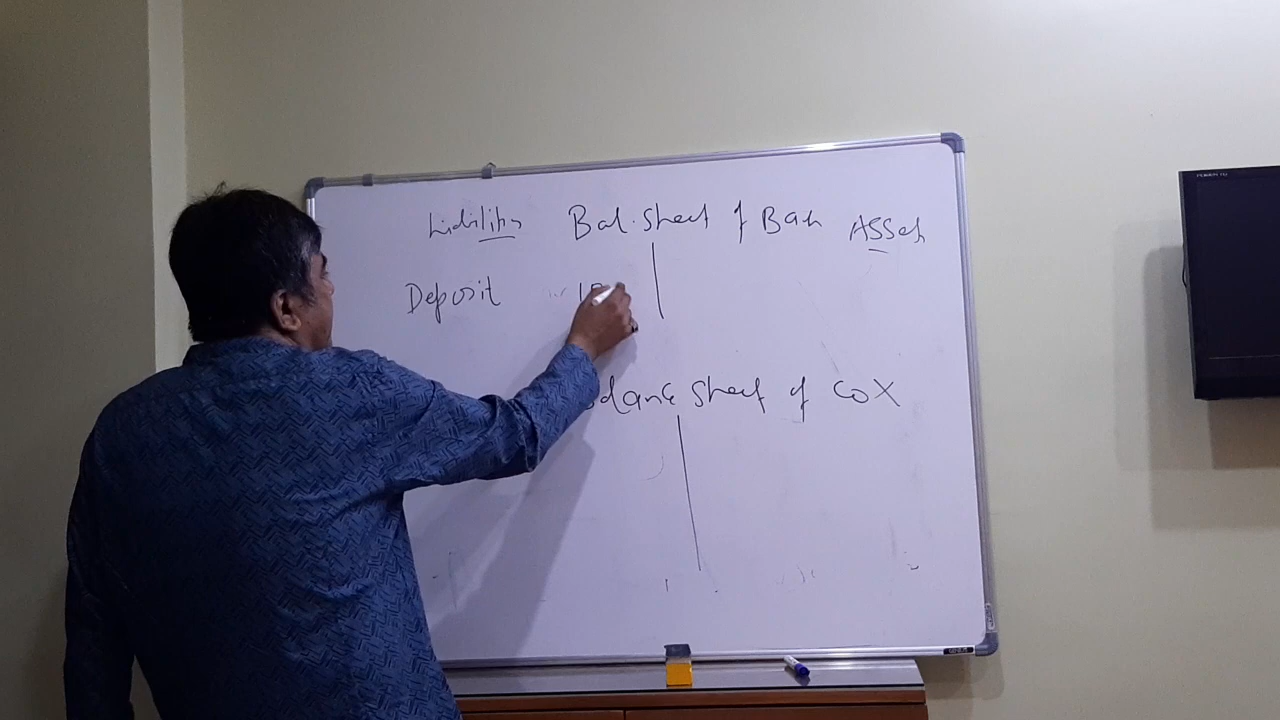 Liabilities Bal. Sheet of Bank Assets
Deposit
Balance Sheet of Co X